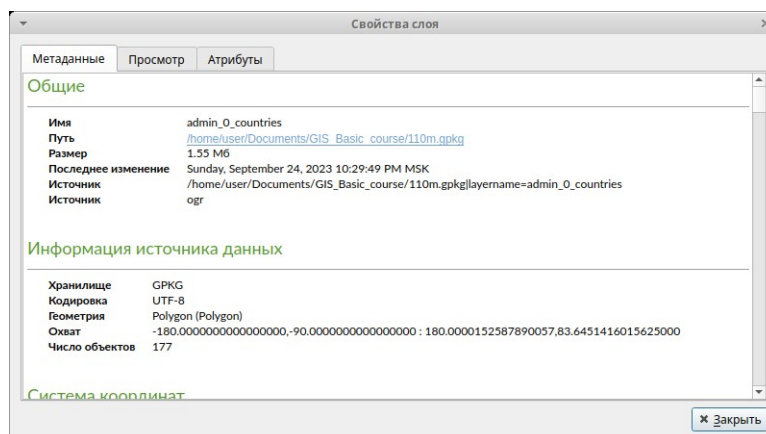 Свойства слоя
Метаданные Просмотр Атрибуты
Общие
Имя admin_0_countries
Путь /home/user/Documents/GIS_Basic_course/110m.gpkg
Размер 1.55 Мб
Последнее изменение Sunday, September 24, 2023 10:29:49 PM MSK
Источник /home/user/Documents/GIS_Basic_course/110m.gpkg|layername=admin_0_countries
Источник ogr
Информация источника данных
Хранилище GPKG
Кодировка UTF-8
Геометрия Polygon (Polygon)
Охват -180.0000000000000000,-90.0000000000000000 : 180.0000152587890057,83.6451416015625000
Число объектов 177
Система координат
Закрыть